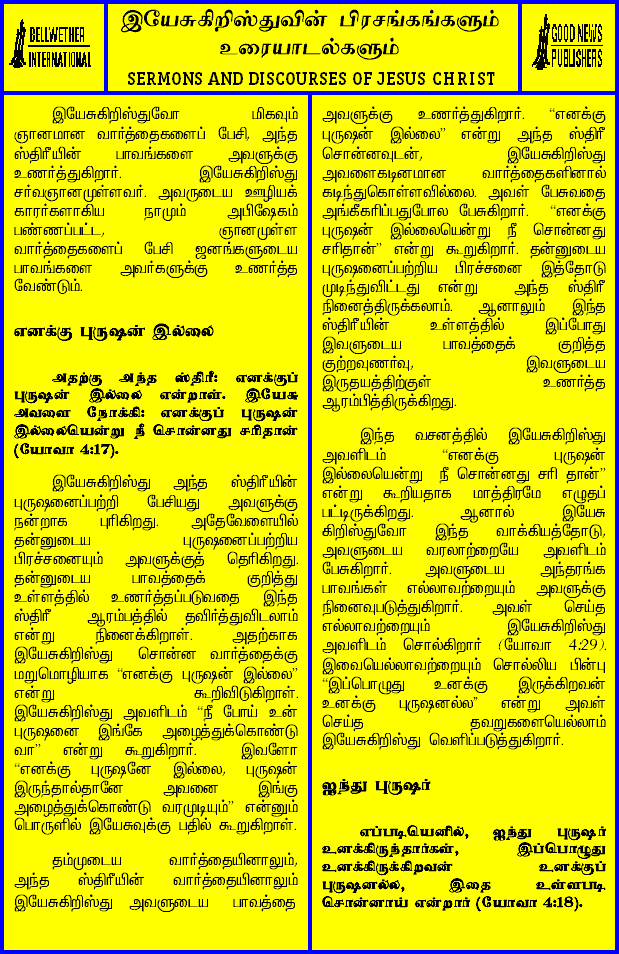 BELLWETHER
INTERNATIONAL
இயேசுகிறிஸ்துவின் பிரசங்கங்களும்
உரையாடல்களும்
SERMONS AND DISCOURSES OF JESUS CHRIST
GOOD NEWS
PUBLISHERS
இயேசுகிறிஸ்துவோ மிகவும்
ஞானமான வார்த்தைகளைப் பேசி, அந்த
ஸ்திரீயின் பாவங்களை அவளுக்கு
உணர்த்துகிறார். இயேசுகிறிஸ்து
சர்வஞானமுள்ளவர். அவருடைய ஊழியக்
காரர்களாகிய நாமும் அபிஷேகம்
பண்ணப்பட்ட, ஞானமுள்ள
வார்த்தைகளைப் பேசி ஜனங்களுடைய
பாவங்களை அவர்களுக்கு உணர்த்த
வேண்டும்.
எனக்கு புருஷன் இல்லை
அதற்கு அந்த ஸ்திரீ: எனக்குப்
புருஷன் இல்லை என்றாள். இயேசு
அவளை நோக்கி: எனக்குப் புருஷன்
இல்லையென்று நீ சொன்னது சரிதான்
(யோவா 4:17).
இயேசுகிறிஸ்து அந்த ஸ்திரீயின்
புருஷனைப்பற்றி பேசியது அவளுக்கு
நன்றாக புரிகிறது. அதேவேளையில்
தன்னுடைய புருஷனைப்பற்றிய
பிரச்சனையும் அவளுக்குத் தெரிகிறது.
தன்னுடைய பாவத்தைக் குறித்து
உள்ளத்தில் உணர்த்தப்படுவதை இந்த
ஸ்திரீ ஆரம்பத்தில் தவிர்த்துவிடலாம்
என்று நினைக்கிறாள். அதற்காக
இயேசுகிறிஸ்து சொன்ன வார்த்தைக்கு
மறுமொழியாக “எனக்கு புருஷன் இல்லை”
என்று கூறிவிடுகிறாள்.
இயேசுகிறிஸ்து அவளிடம் “நீ போய் உன்
புருஷனை இங்கே அழைத்துக்கொண்டு
வா” என்று கூறுகிறார். இவளோ
“எனக்கு புருஷனே இல்லை, புருஷன்
இருந்தால்தானே அவனை இங்கு
அழைத்துக்கொண்டு வரமுடியும்” என்னும்
பொருளில் இயேசுவுக்கு பதில் கூறுகிறாள்.
தம்முடைய வார்த்தையினாலும்,
அந்த ஸ்திரீயின் வார்த்தையினாலும்
இயேசுகிறிஸ்து அவளுடைய பாவத்தை
அவளுக்கு உணர்த்துகிறார். “எனக்கு
புருஷன் இல்லை” என்று அந்த ஸ்திரீ
சொன்னவுடன், இயேசுகிறிஸ்து
அவளைகடினமான வார்த்தைகளினால்
கடிந்துகொள்ளவில்லை. அவள் பேசுவதை
அங்கீகரிப்பதுபோல பேசுகிறார். “எனக்கு
புருஷன் இல்லையென்று நீ சொன்னது
சரிதான்” என்று கூறுகிறார். தன்னுடைய
புருஷனைப்பற்றிய பிரச்சனை இத்தோடு
முடிந்துவிட்டது என்று அந்த ஸ்திரீ
நினைத்திருக்கலாம். ஆனாலும் இந்த
ஸ்திரீயின் உள்ளத்தில் இப்போது
இவளுடைய பாவத்தைக் குறித்த
குற்றவுணர்வு, இவளுடைய
இருதயத்திற்குள் உணர்த்த
ஆரம்பித்திருக்கிறது.
இந்த வசனத்தில் இயேசுகிறிஸ்து
அவளிடம் “எனக்கு புருஷன்
இல்லையென்று நீ சொன்னது சரி தான்”
என்று கூறியதாக மாத்திரமே எழுதப்
பட்டிருக்கிறது. ஆனால் இயேசு
கிறிஸ்துவோ இந்த வாக்கியத்தோடு,
அவளுடைய வரலாற்றையே அவளிடம்
பேசுகிறார். அவளுடைய அந்தரங்க
பாவங்கள் எல்லாவற்றையும் அவளுக்கு
நினைவுபடுத்துகிறார். அவள் செய்த
எல்லாவற்றையும் இயேசுகிறிஸ்து
அவளிடம் சொல்கிறார் (யோவா 4:29).
இவையெல்லாவற்றையும் சொல்லிய பின்பு
“இப்பொழுது உனக்கு இருக்கிறவன்
உனக்கு புருஷனல்ல” என்று அவள்
செய்த தவறுகளையெல்லாம்
இயேசுகிறிஸ்து வெளிப்படுத்துகிறார்.
ஐந்து புருஷர்
எப்படியெனில், ஐந்து புருஷர்
உனக்கிருந்தார்கள், இப்பொழுது
உனக்கிருக்கிறவன் உனக்குப்
புருஷனல்ல, இதை உள்ளபடி
சொன்னாய் என்றார் (யோவா 4:18).